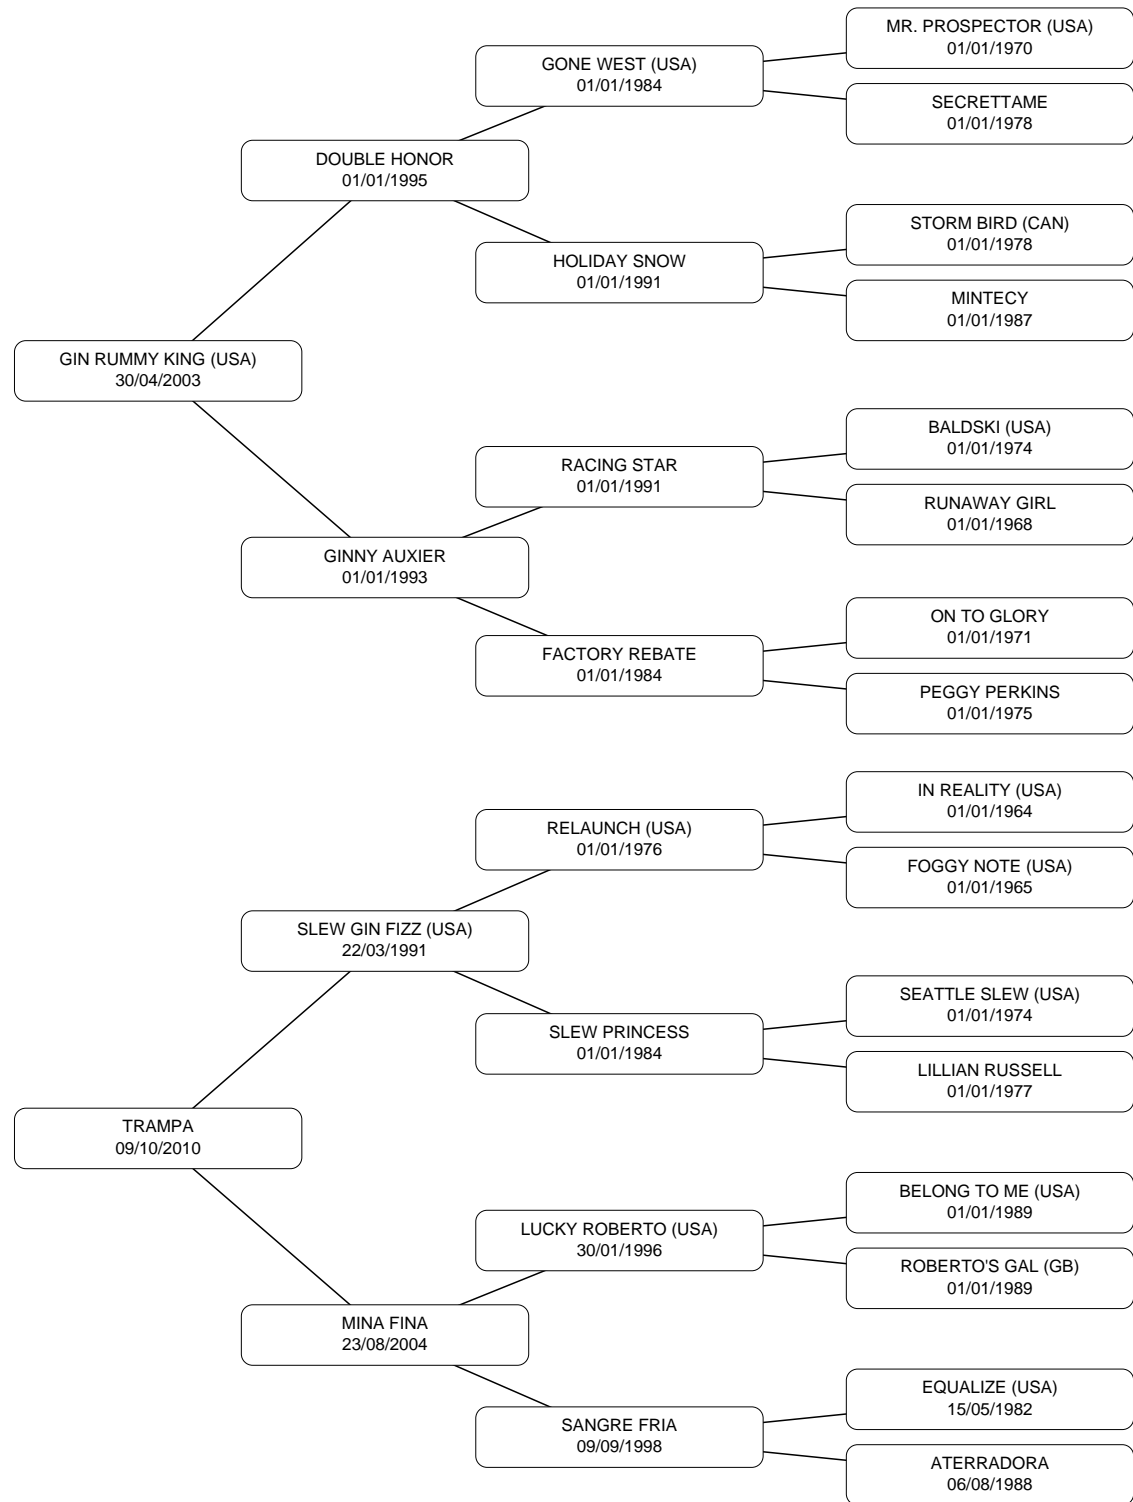 MR. PROSPECTOR (USA)
01/01/1970
GONE WEST (USA)
01/01/1984
SECRETTAME
01/01/1978
DOUBLE HONOR
01/01/1995
STORM BIRD (CAN)
01/01/1978
HOLIDAY SNOW
01/01/1991
MINTECY
01/01/1987
GIN RUMMY KING (USA)
30/04/2003
BALDSKI (USA)
01/01/1974
RACING STAR
01/01/1991
RUNAWAY GIRL
01/01/1968
GINNY AUXIER
01/01/1993
ON TO GLORY
01/01/1971
FACTORY REBATE
01/01/1984
PEGGY PERKINS
01/01/1975
IN REALITY (USA)
01/01/1964
RELAUNCH (USA)
01/01/1976
FOGGY NOTE (USA)
01/01/1965
SLEW GIN FIZZ (USA)
22/03/1991
SEATTLE SLEW (USA)
01/01/1974
SLEW PRINCESS
01/01/1984
LILLIAN RUSSELL
01/01/1977
TRAMPA
09/10/2010
BELONG TO ME (USA)
01/01/1989
LUCKY ROBERTO (USA)
30/01/1996
ROBERTO'S GAL (GB)
01/01/1989
MINA FINA
23/08/2004
EQUALIZE (USA)
15/05/1982
SANGRE FRIA
09/09/1998
ATERRADORA
06/08/1988